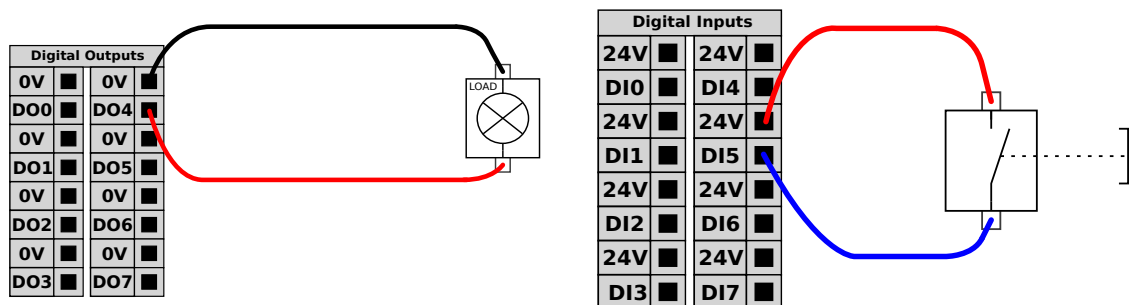 Digital Outputs
0V 0V
DO0 DO4
0V 0V
DO1 DO5
0V 0V
DO2 DO6
0V 0V
DO3 DO7
LOAD
Digital Inputs
24V 24V
DI0 DI4
24V 24V
DI1 DI5
24V 24V
DI2 DI6
24V 24V
DI3 DI7